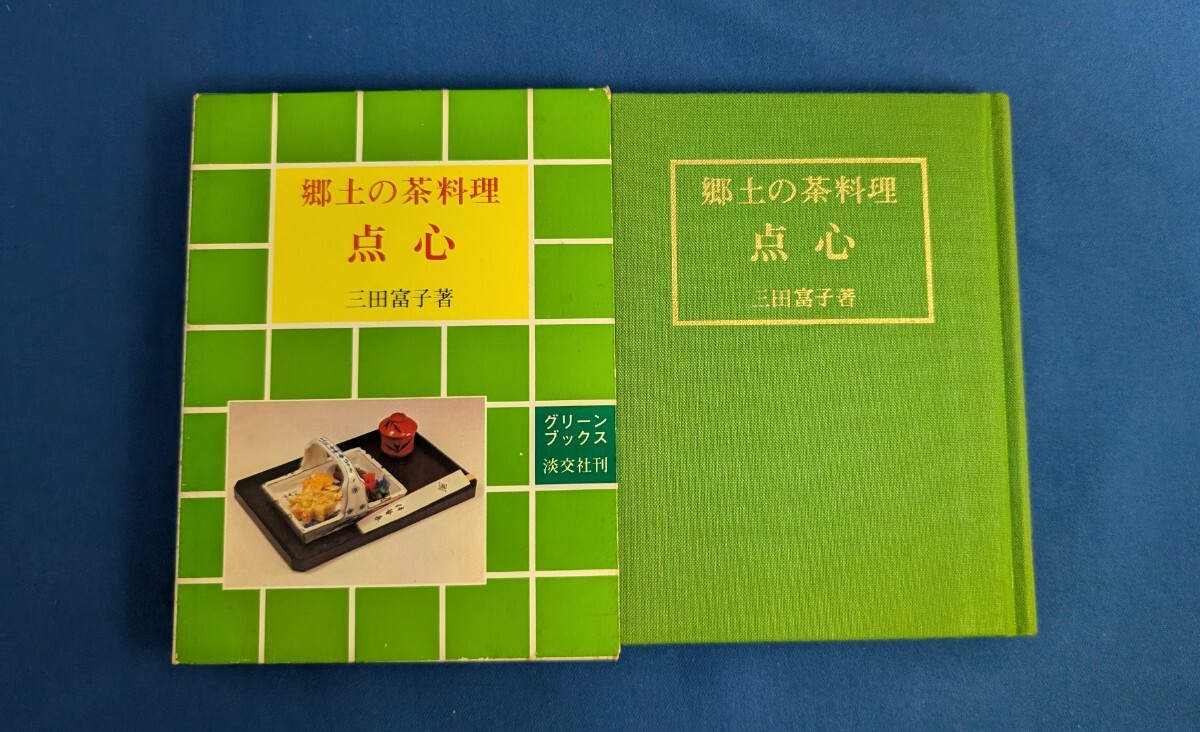 郷土の茶料理
点心
三田富子著
グリーン
ブックス
淡交社刊
郷土の茶料理
点心
三田富子著